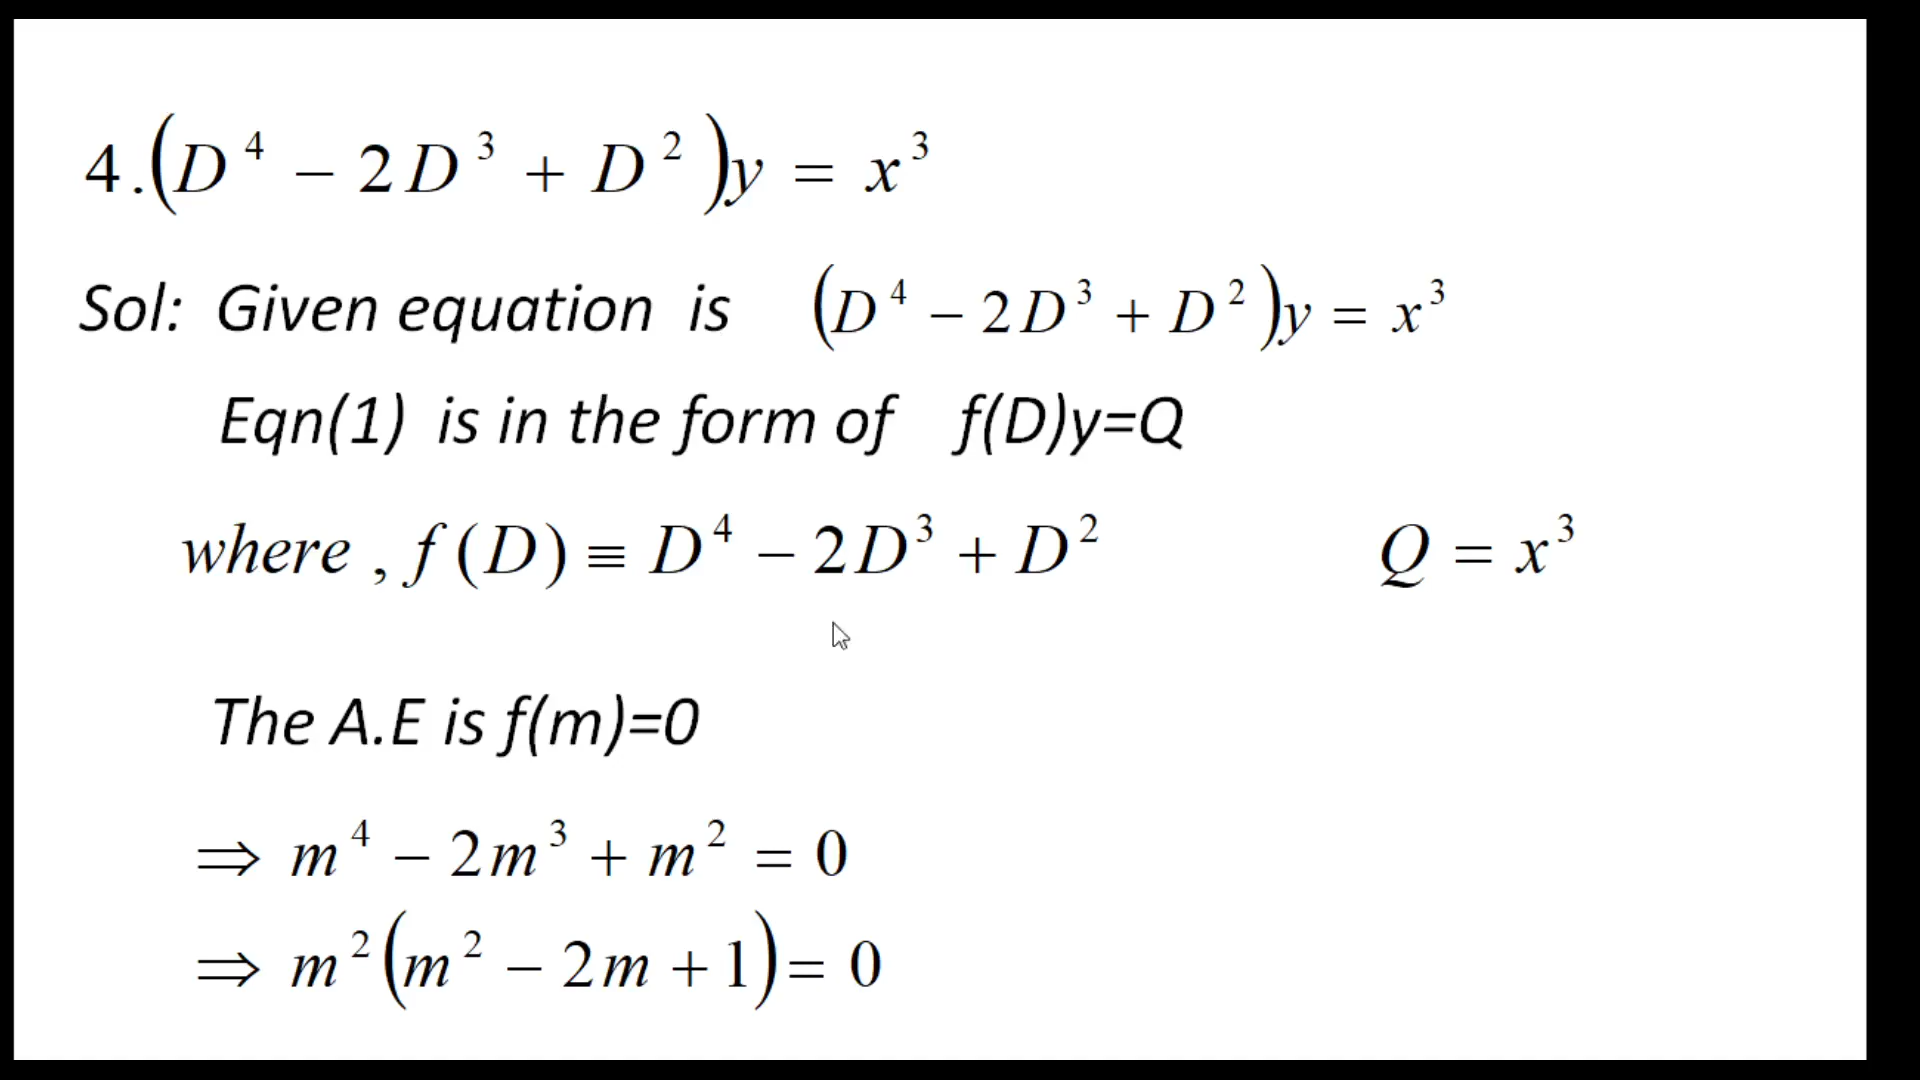 4.(D⁴ − 2D³ + D²)y = x³
Sol: Given equation is (D⁴ − 2D³ + D²)y = x³
Eqn(1) is in the form of f(D)y=Q
where , f (D) ≡ D⁴ − 2D³ + D² Q = x³
The A.E is f(m)=0
⇒ m⁴ − 2m³ + m² = 0
⇒ m²(m² − 2m + 1) = 0